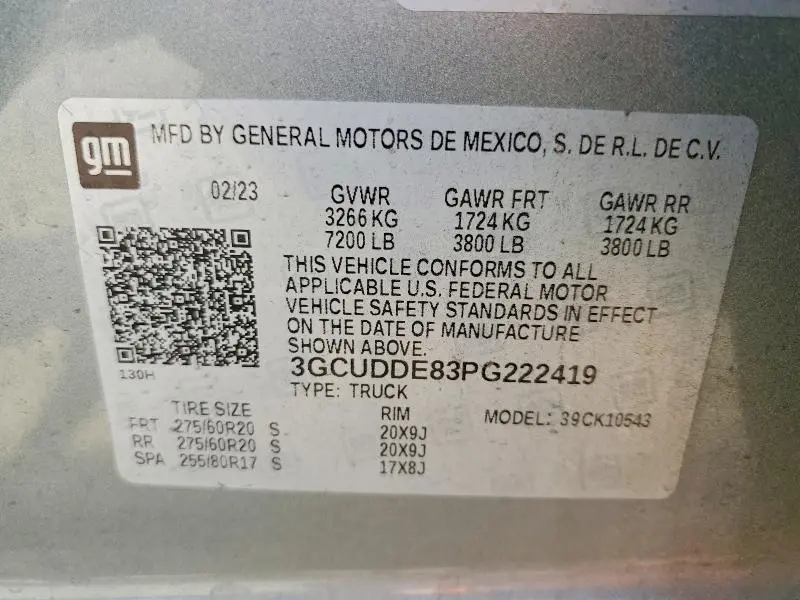 gm
MFD BY GENERAL MOTORS DE MEXICO, S. DE R.L. DE C.V.
02/23 GVWR GAWR FRT GAWR RR
3266 KG 1724 KG 1724 KG
7200 LB 3800 LB 3800 LB
THIS VEHICLE CONFORMS TO ALL
APPLICABLE U.S. FEDERAL MOTOR
VEHICLE SAFETY STANDARDS IN EFFECT
ON THE DATE OF MANUFACTURE
SHOWN ABOVE.
130H
3GCUDDE83PG222419
TYPE: TRUCK
TIRE SIZE RIM MODEL: 39CK10543
FRT 275/60R20 S 20X9J
RR 275/60R20 S 20X9J
SPA 255/80R17 S 17X8J